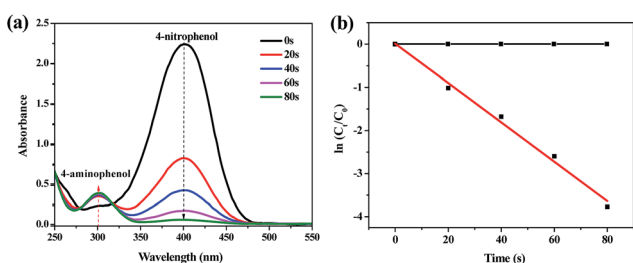 (a)
2.5
2.0
1.5
1.0
0.5
0.0
Absorbance
4-nitrophenol
0s
20s
40s
60s
80s
4-aminophenol
250 300 350 400 450 500 550
Wavelength (nm)
(b)
0
-1
-2
-3
-4
ln (Ct/C0)
0 20 40 60 80
Time (s)